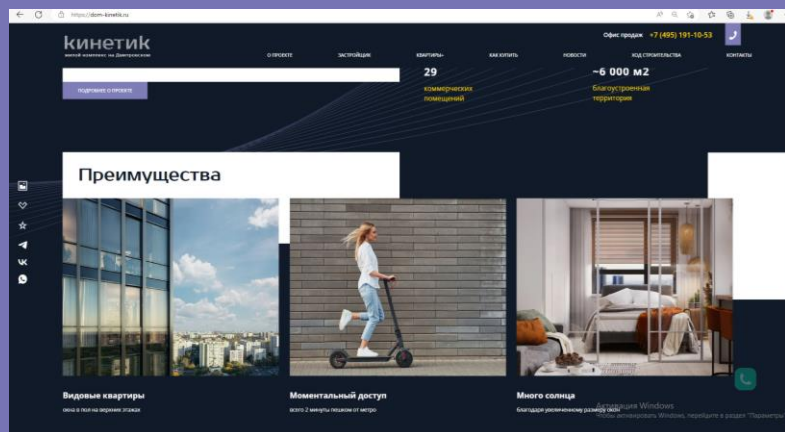 https://dom-kinetik.ru
кинетик
жилой комплекс на Дмитровском
Офис продаж +7 (495) 191-10-53
О ПРОЕКТЕ ЗАСТРОЙЩИК КВАРТИРЫ КАК КУПИТЬ НОВОСТИ ХОД СТРОИТЕЛЬСТВА КОНТАКТЫ
29 ~6 000 м2
коммерческих помещений
благоустроенная территория
ПОДРОБНЕЕ О ПРОЕКТЕ
Преимущества
Видовые квартиры Моментальный доступ Много солнца
окна в пол на верхних этажах всего 2 минуты пешком от метро благодаря увеличенному размеру окон
Активация Windows
Чтобы активировать Windows, перейдите в раздел "Параметры